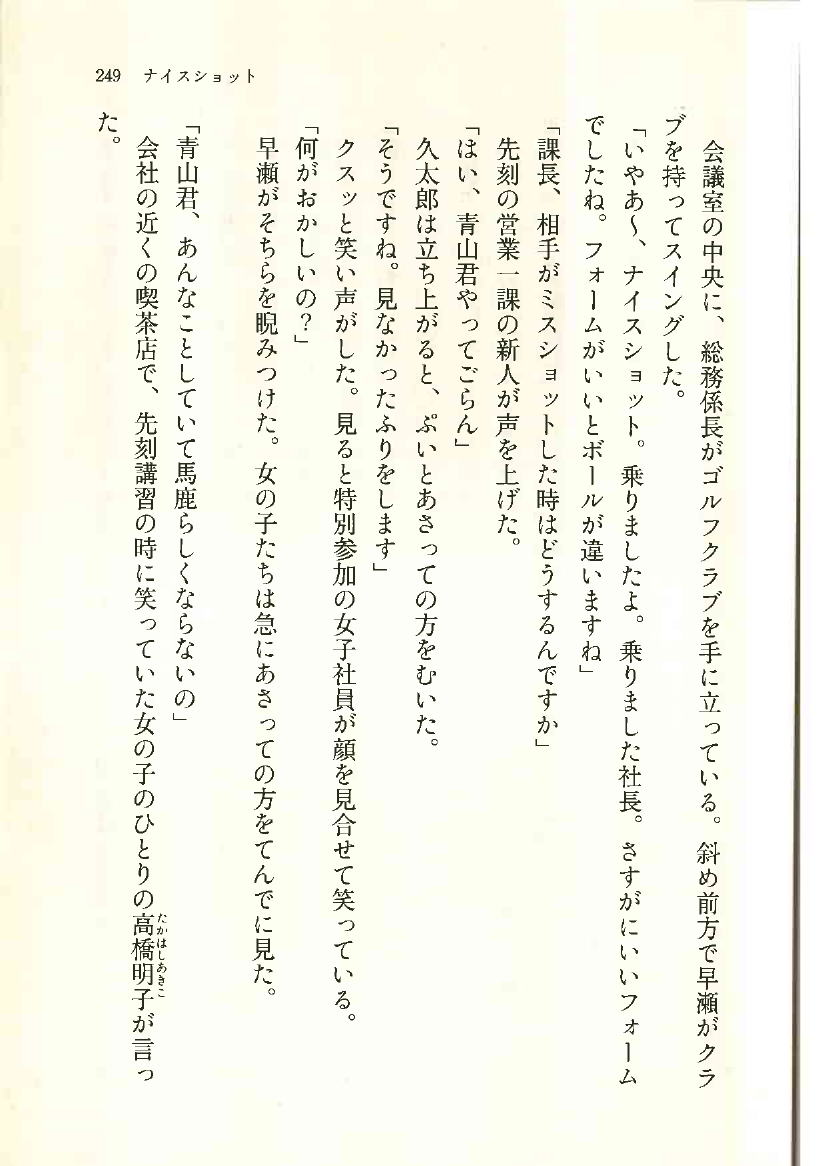 249 ナイスショット
　会議室の中央に、総務係長がゴルフクラブを手に立っている。斜め前方で早瀬がクラ
ブを持ってスイングした。
「いやあ〜、ナイスショット。乗りましたよ。乗りました社長。さすがにいいフォーム
でしたね。フォームがいいとボールが違いますね」
「課長、相手がミスショットした時はどうするんですか」
　先刻の営業一課の新人が声を上げた。
「はい、青山君やってごらん」
　久太郎は立ち上がると、ぷいとあさっての方をむいた。
「そうですね。見なかったふりをします」
　クスッと笑い声がした。見ると特別参加の女子社員が顔を見合せて笑っている。
「何がおかしいの？」
　早瀬がそちらを睨みつけた。女の子たちは急にあさっての方をてんでに見た。
「青山君、あんなことしていて馬鹿らしくならないの」
　会社の近くの喫茶店で、先刻講習の時に笑っていた女の子のひとりの高橋明子が言っ
たかはしあきこ
た。